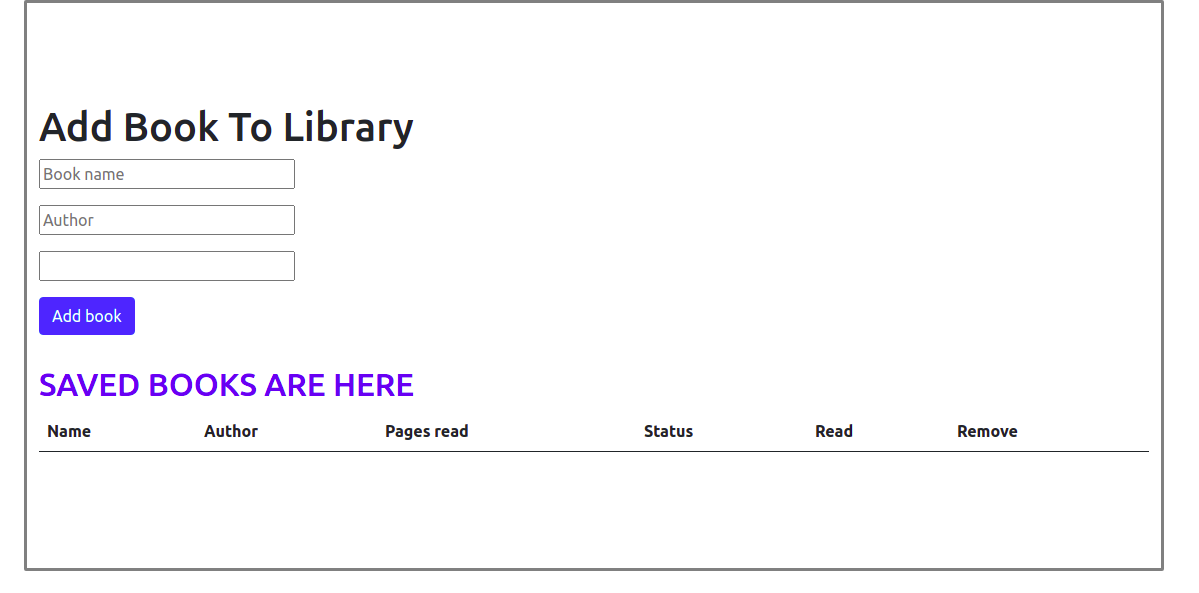 Add Book To Library
Book name
Author
Add book
SAVED BOOKS ARE HERE
Name Author Pages read Status Read Remove